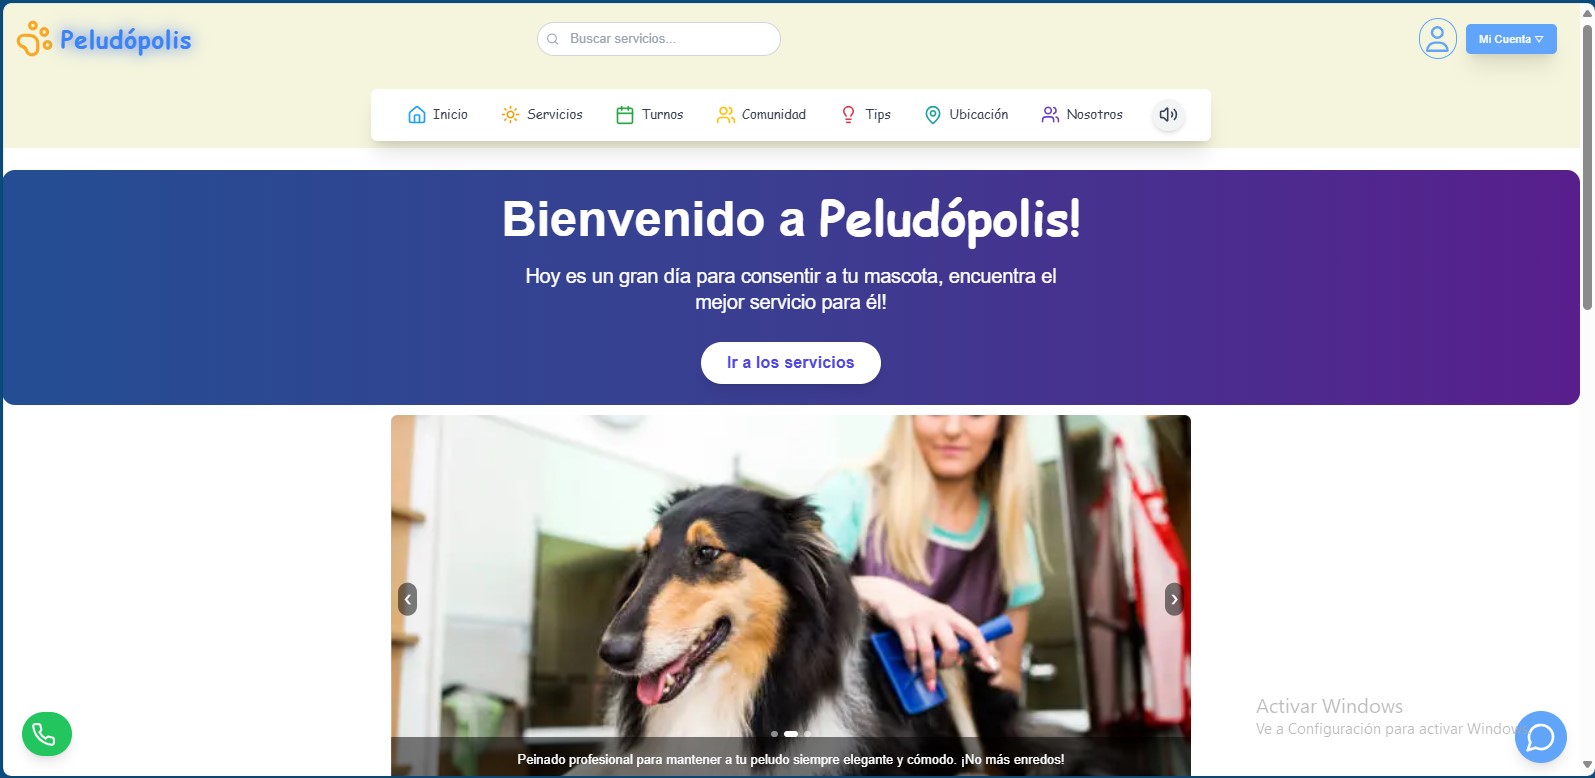 Peludópolis
Buscar servicios...
Mi Cuenta
Inicio
Servicios
Turnos
Comunidad
Tips
Ubicación
Nosotros
Bienvenido a Peludópolis!
Hoy es un gran día para consentir a tu mascota, encuentra el
mejor servicio para él!
Ir a los servicios
Peinado profesional para mantener a tu peludo siempre elegante y cómodo. ¡No más enredos!
Activar Windows
Ve a Configuración para activar Window